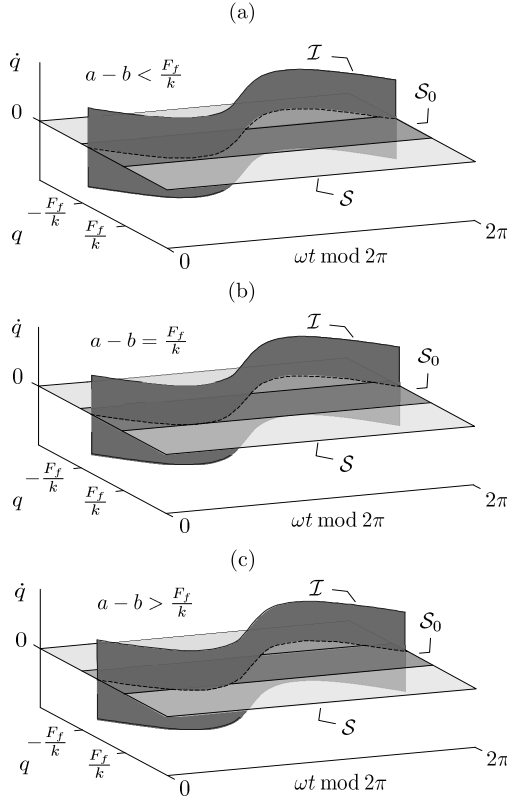 (a)
q̇
a − b < F_f/k
ℐ
𝒮₀
0
−F_f/k
F_f/k
𝒮
q
0
ωt mod 2π
2π
(b)
q̇
a − b = F_f/k
ℐ
𝒮₀
0
−F_f/k
F_f/k
𝒮
q
0
ωt mod 2π
2π
(c)
q̇
a − b > F_f/k
ℐ
𝒮₀
0
−F_f/k
F_f/k
𝒮
q
0
ωt mod 2π
2π